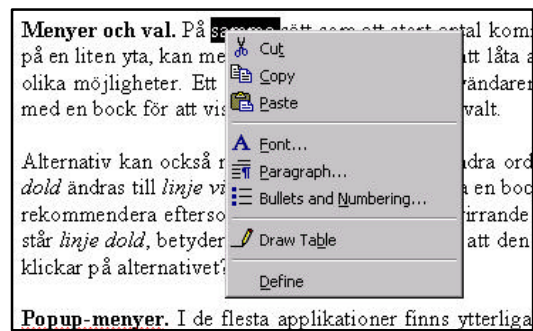 Menyer och val. På samma sätt som ett stort antal kom
på en liten yta, kan me att låta a
olika möjligheter. Ett vändaren
med en bock för att vis valt.
Cut
Copy
Paste
Font...
Paragraph...
Bullets and Numbering...
Draw Table
Define
Alternativ kan också r dra ord
dold ändras till linje vi a en boc
rekommendera efterso virrande
står linje dold, betyder att den
klickar på alternativet?
Popup-menyer. I de flesta applikationer finns ytterliga